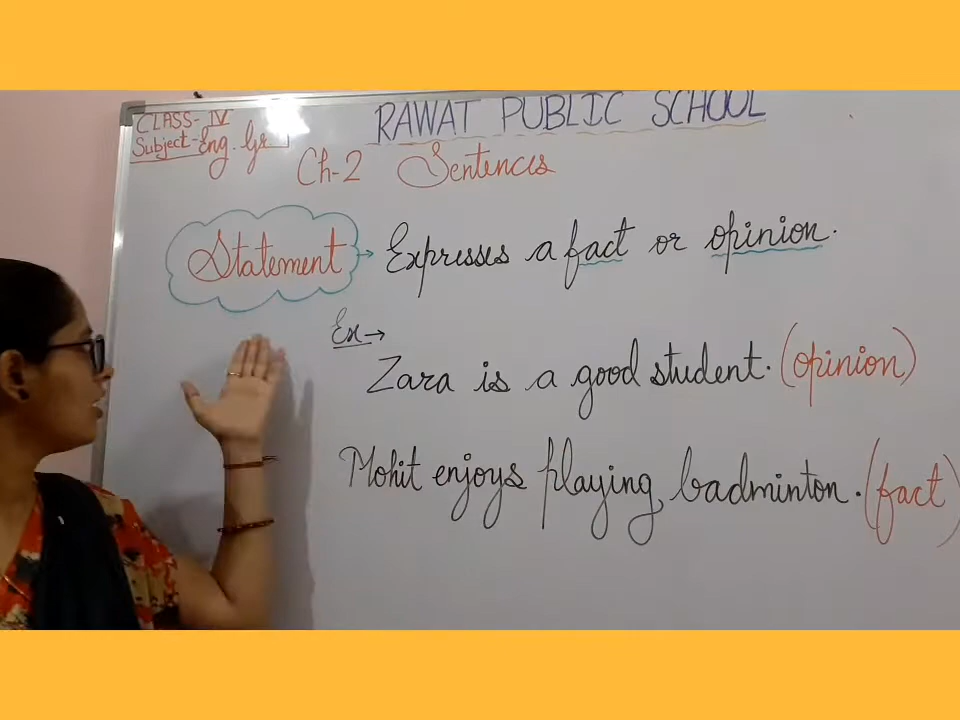 RAWAT PUBLIC SCHOOL
CLASS- IV
Subject- Eng. Gr
Ch-2 Sentences
Statement → Expresses a fact or opinion.
Ex →
Zara is a good student. (opinion)
Mohit enjoys playing badminton. (fact)